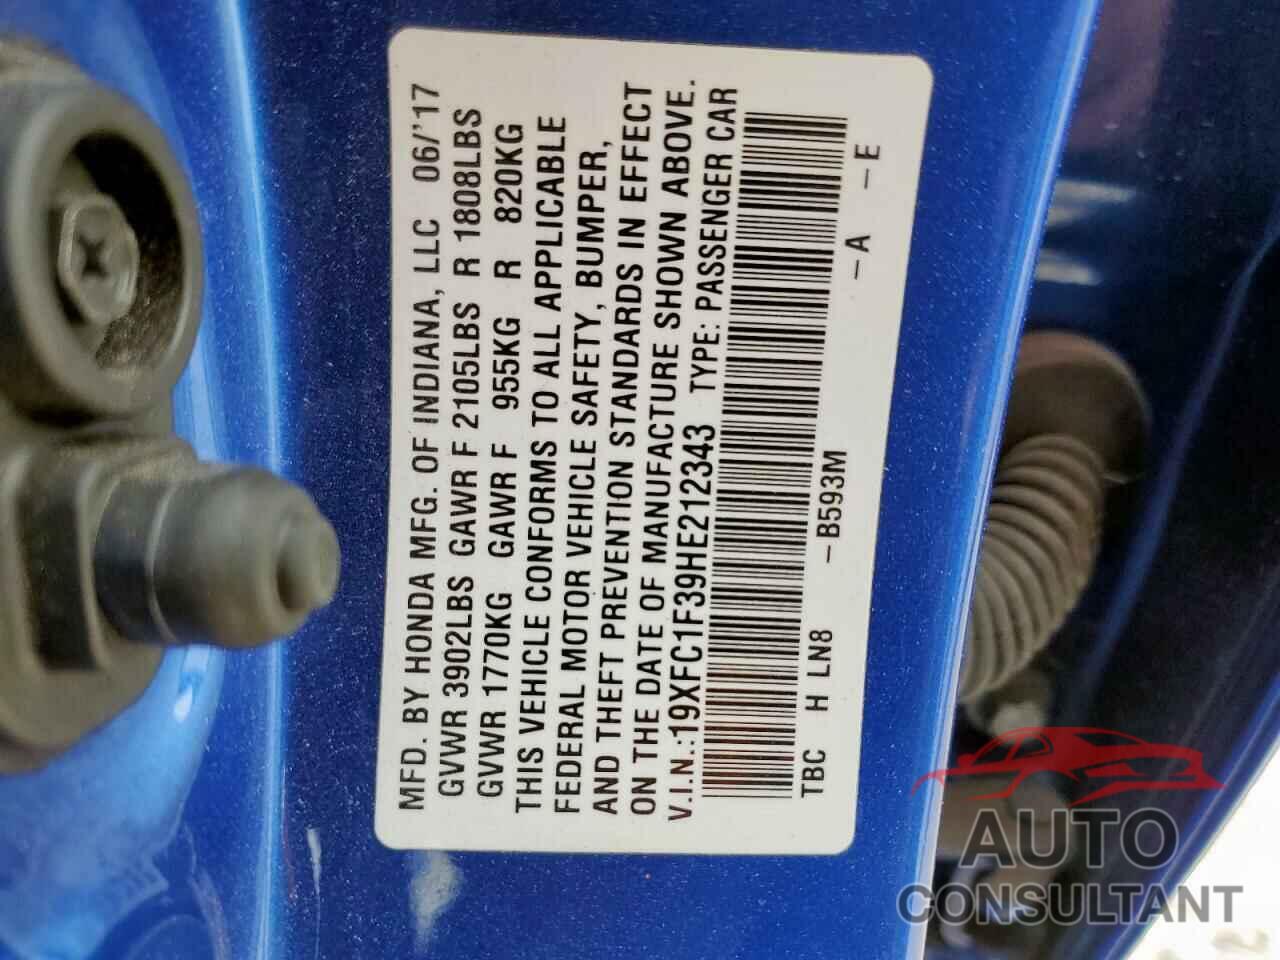 MFD. BY HONDA MFG. OF INDIANA, LLC 06/'17
GVWR 3902LBS GAWR F 2105LBS R 1808LBS
GVWR 1770KG GAWR F 955KG R 820KG
THIS VEHICLE CONFORMS TO ALL APPLICABLE
FEDERAL MOTOR VEHICLE SAFETY, BUMPER,
AND THEFT PREVENTION STANDARDS IN EFFECT
ON THE DATE OF MANUFACTURE SHOWN ABOVE.
V.I.N.:19XFC1F39HE212343 TYPE: PASSENGER CAR
TBC H LN8 -B593M -A -E
AUTO
CONSULTANT